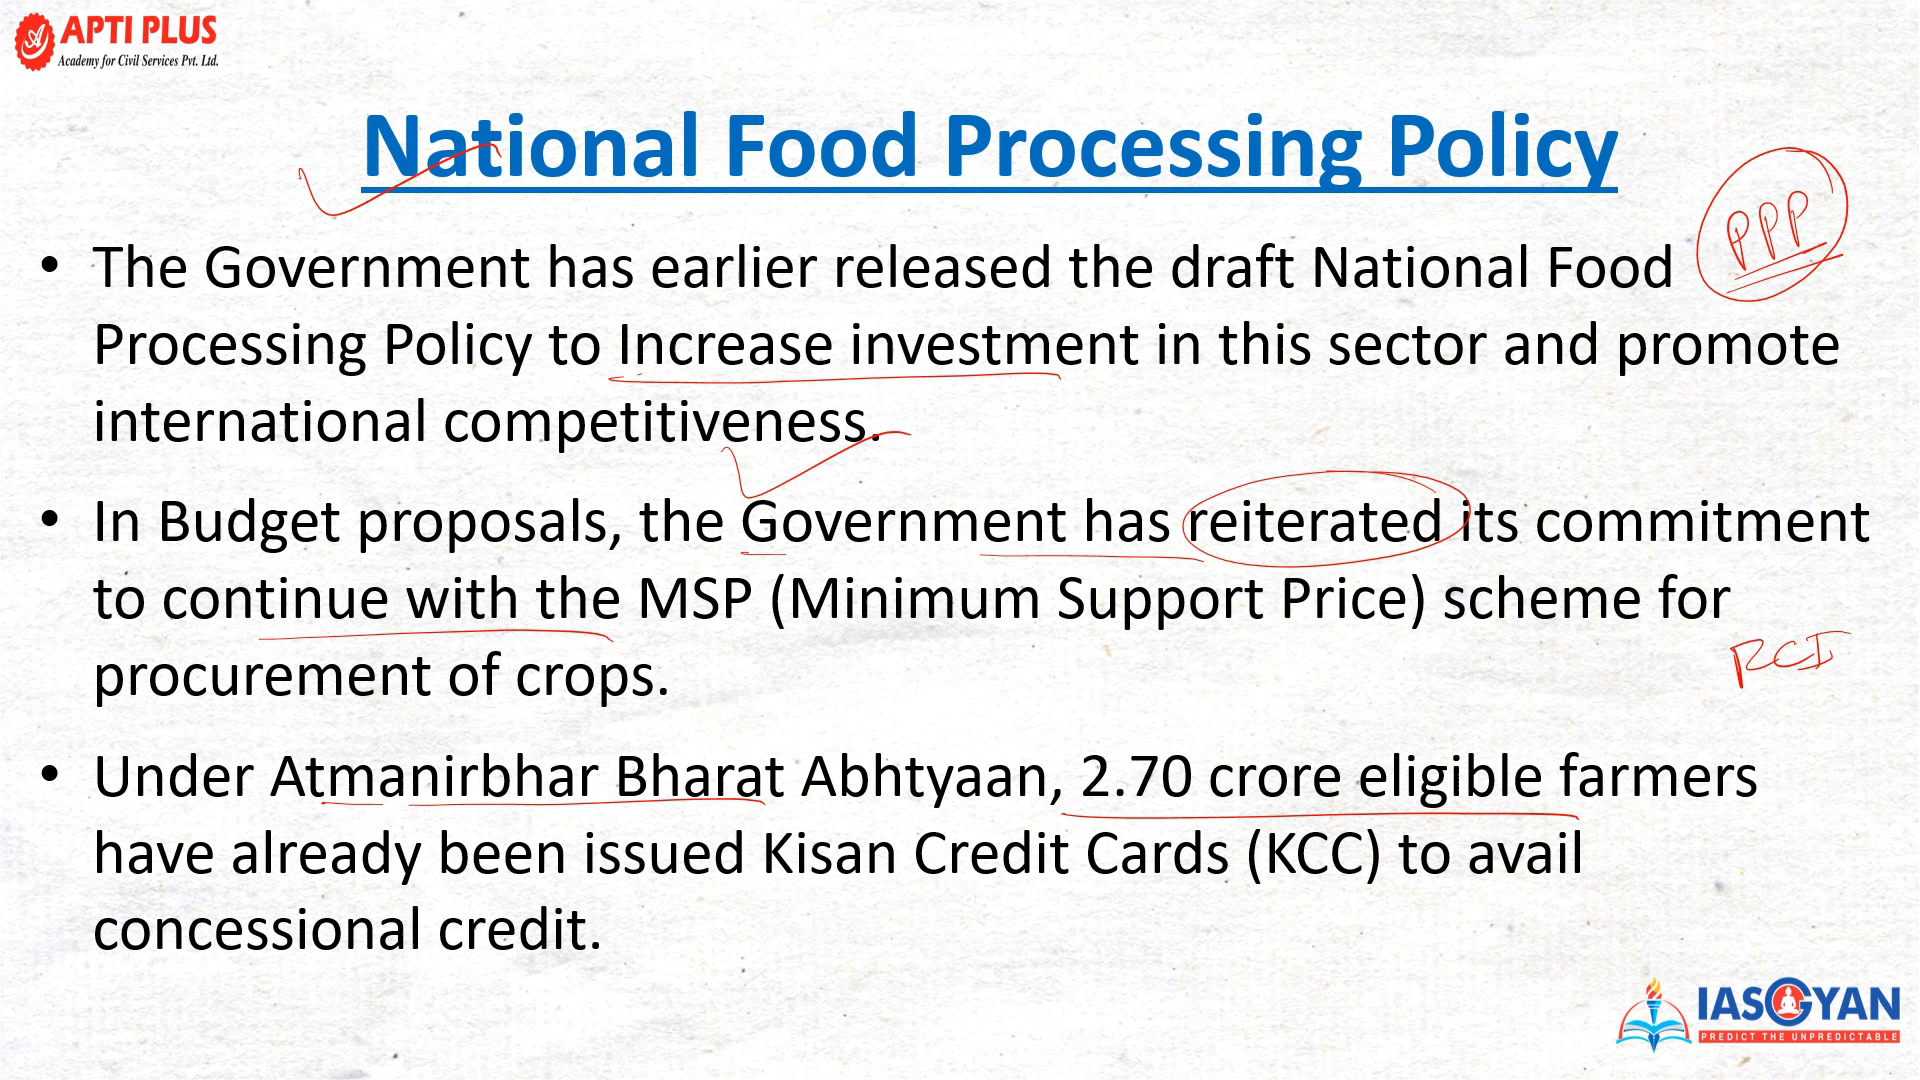 APTI PLUS
Academy for Civil Services Pvt. Ltd.
National Food Processing Policy
PPP
• The Government has earlier released the draft National Food
Processing Policy to Increase investment in this sector and promote
international competitiveness.
• In Budget proposals, the Government has reiterated its commitment
to continue with the MSP (Minimum Support Price) scheme for
procurement of crops.
• Under Atmanirbhar Bharat Abhtyaan, 2.70 crore eligible farmers
have already been issued Kisan Credit Cards (KCC) to avail
concessional credit.
IASGYAN
PREDICT THE UNPREDICTABLE